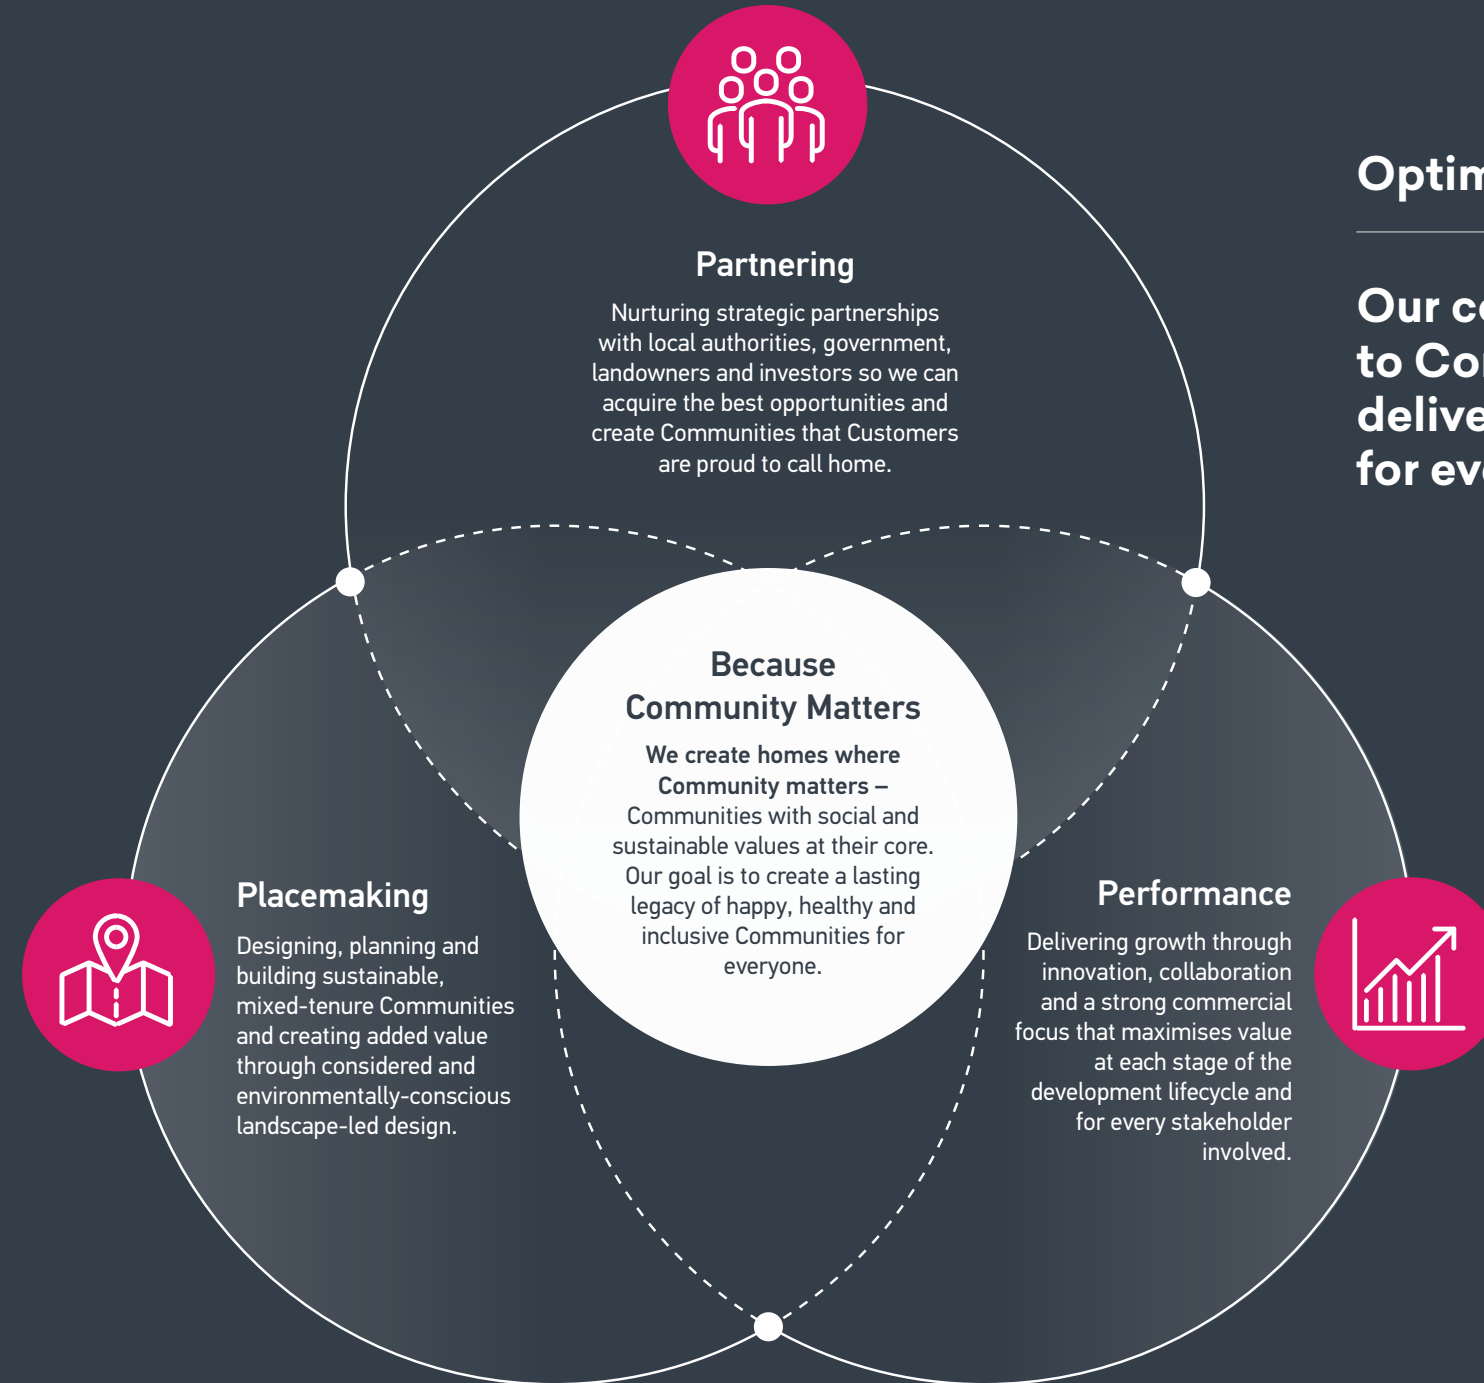 Partnering
Nurturing strategic partnerships
with local authorities, government,
landowners and investors so we can
acquire the best opportunities and
create Communities that Customers
are proud to call home.
Our
to
for
Because
Community Matters
We create homes where
Community matters –
Communities with social and
sustainable values at their core.
Our goal is to create a lasting
legacy of happy, healthy and
inclusive Communities for
everyone.
Placemaking
Designing, planning and
building sustainable,
mixed-tenure Communities
and creating added value
through considered and
environmentally-conscious
landscape-led design.
Performance
Delivering growth through
innovation, collaboration
and a strong commercial
focus that maximises value
at each stage of the
development lifecycle and
for every stakeholder
involved.